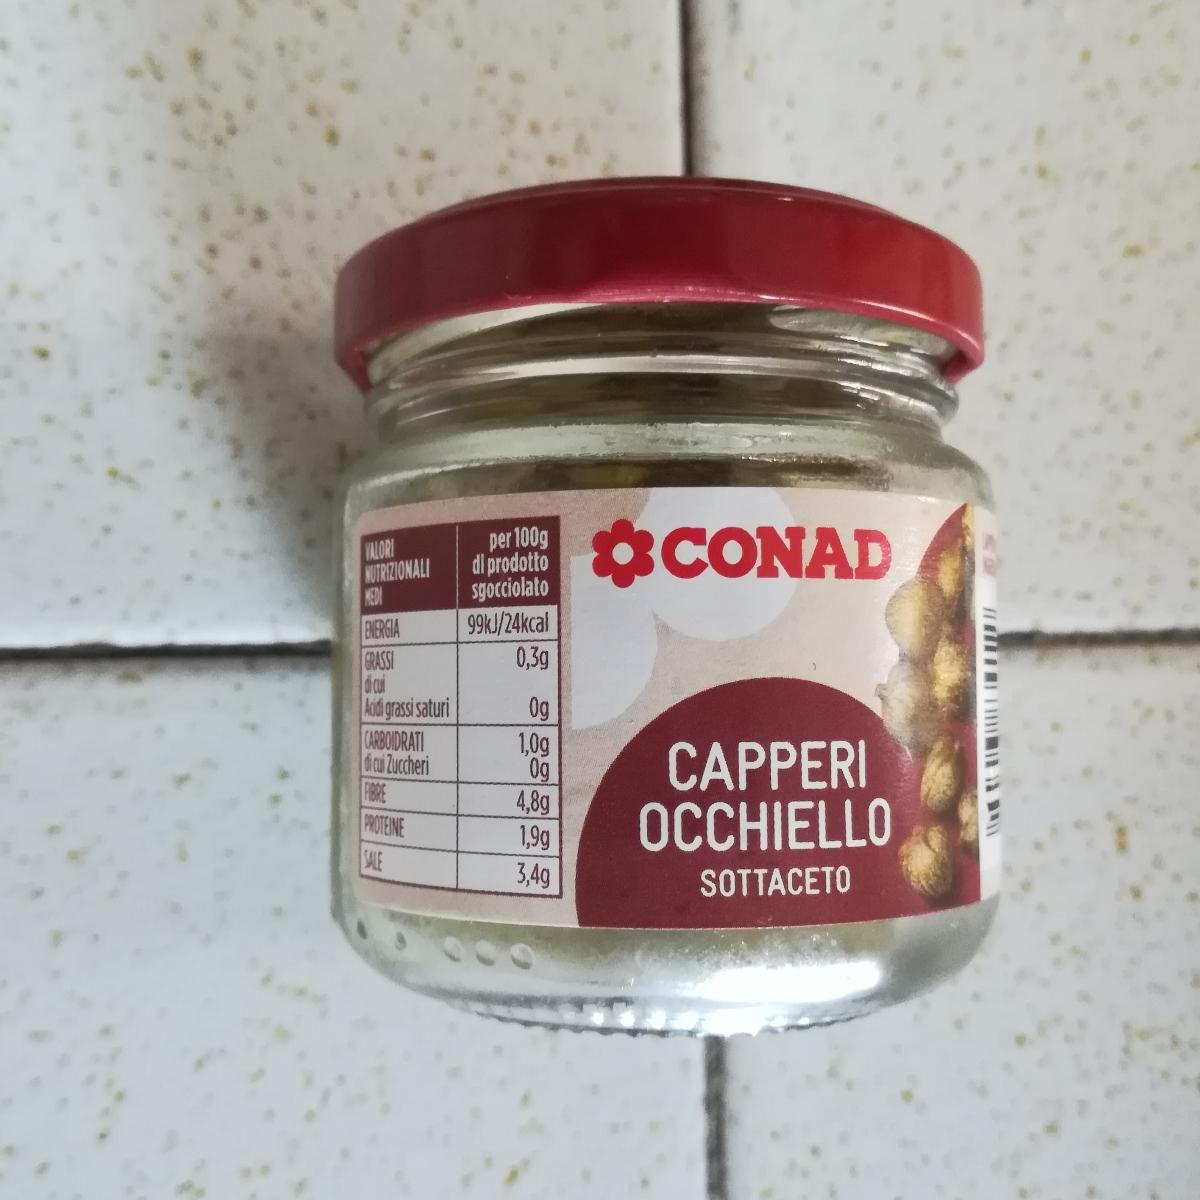 VALORI
NUTRIZIONALI
MEDI
per 100g
di prodotto
sgocciolato
ENERGIA 99kJ/24kcal
GRASSI 0,3g
di cui
Acidi grassi saturi 0g
CARBOIDRATI 1,0g
di cui Zuccheri 0g
FIBRE 4,8g
PROTEINE 1,9g
SALE 3,4g
CONAD
CAPPERI
OCCHIELLO
SOTTACETO